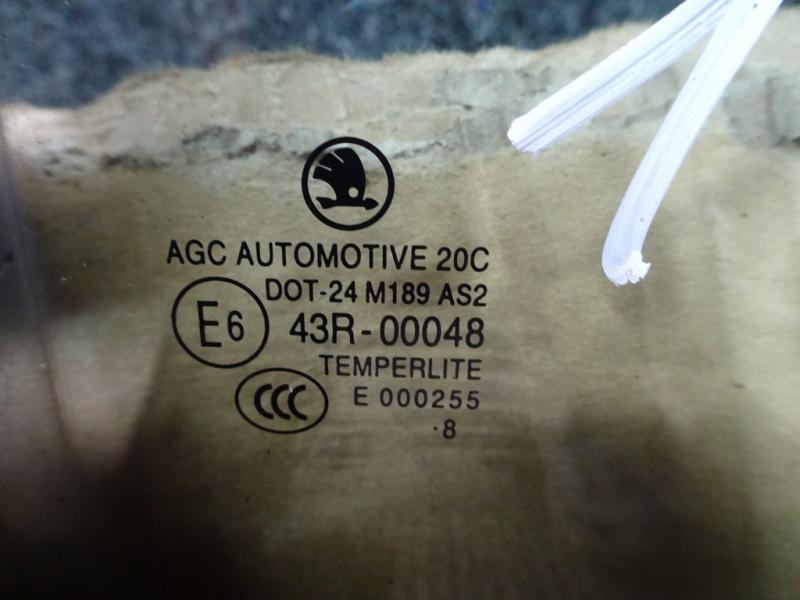 AGC AUTOMOTIVE 20C
DOT-24 M189 AS2
E6 43R-00048
TEMPERLITE
CCC E 000255
·8